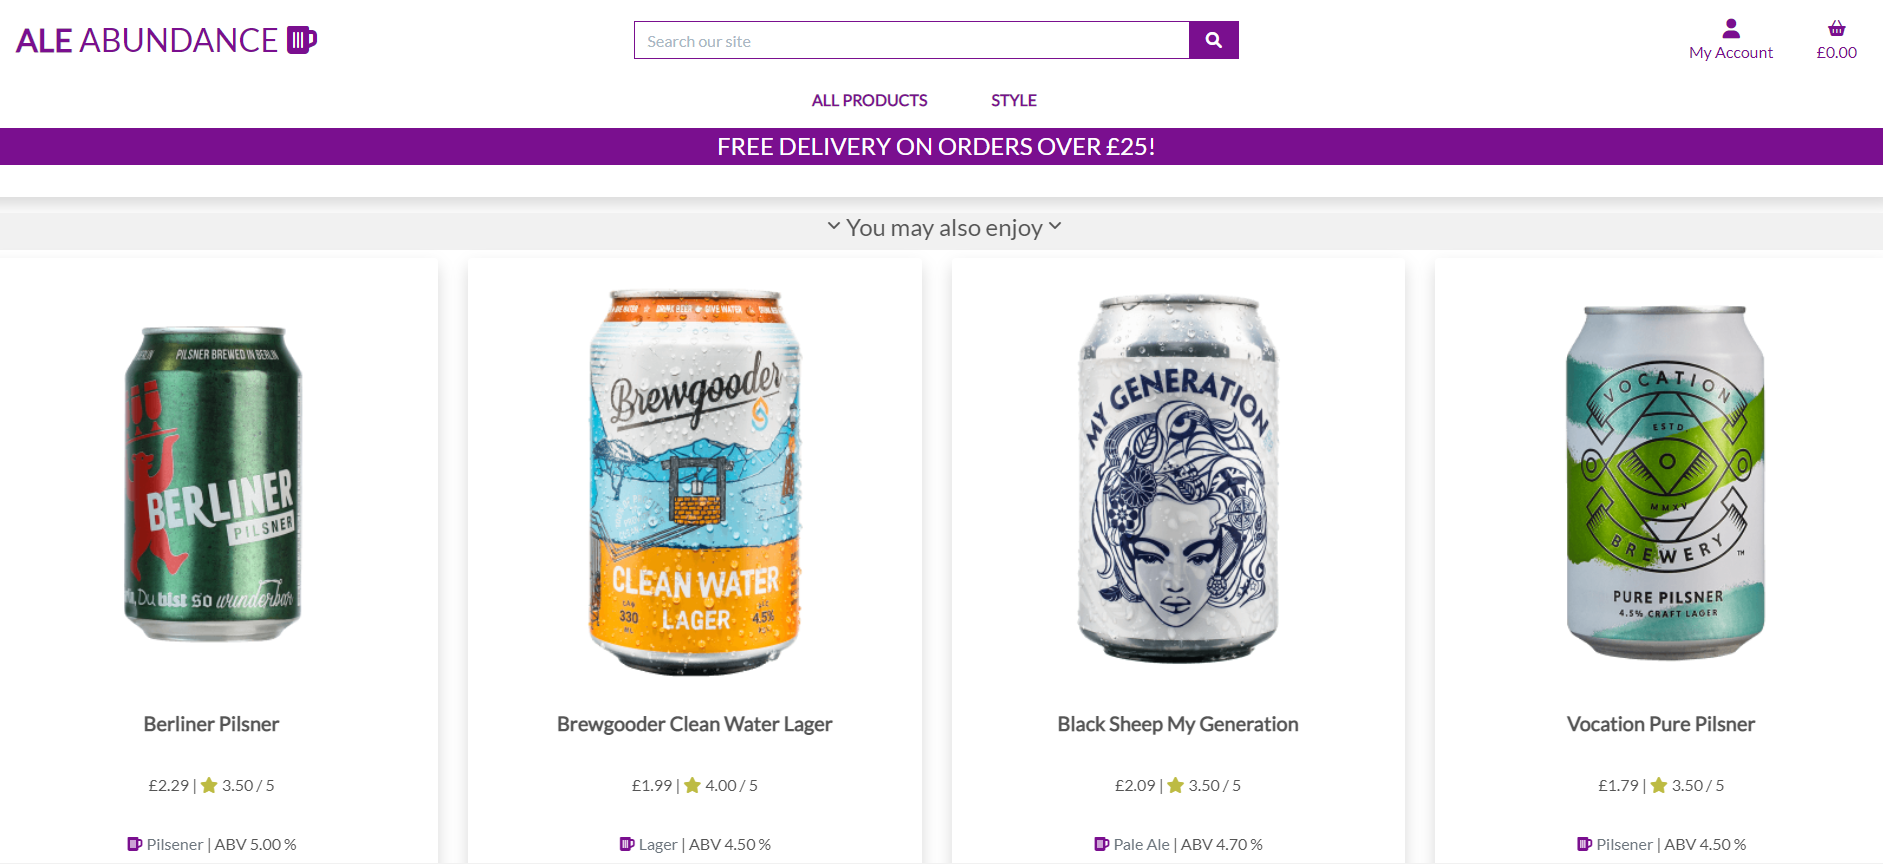 ALE ABUNDANCE
Search our site
My Account
£0.00
ALL PRODUCTS
STYLE
FREE DELIVERY ON ORDERS OVER £25!
You may also enjoy
PILSNER BREWED IN BERLIN
BERLINER
PILSNER
Du bist so wunderbar
DRINK BEER GIVE WATER
Brewgooder
CLEAN WATER
LAGER
330
ML
4.5%
MY GENERATION
VOCATION
ESTD.
MMXV
BREWERY
TM
PURE PILSNER
4.5% CRAFT LAGER
Berliner Pilsner
Brewgooder Clean Water Lager
Black Sheep My Generation
Vocation Pure Pilsner
£2.29 | 3.50 / 5
£1.99 | 4.00 / 5
£2.09 | 3.50 / 5
£1.79 | 3.50 / 5
Pilsener | ABV 5.00 %
Lager | ABV 4.50 %
Pale Ale | ABV 4.70 %
Pilsener | ABV 4.50 %